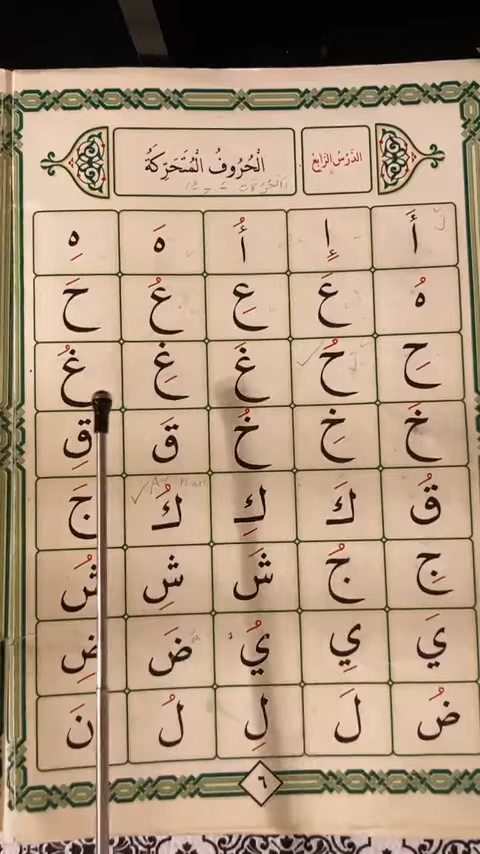 الدَّرْسُ الرَّابِعُ
الْحُرُوفُ الْمُتَحَرِّكَةُ
أَ إِ أُ هَ هِ
هُ عَ عِ عُ حَ
حِ حُ غَ غِ غُ
خَ خِ خُ قَ قِ
قُ كَ كِ كُ جَ
جِ جُ شَ شِ شُ
يَ يِ يُ ضَ ضِ
ضُ لَ لِ لُ نَ
٦